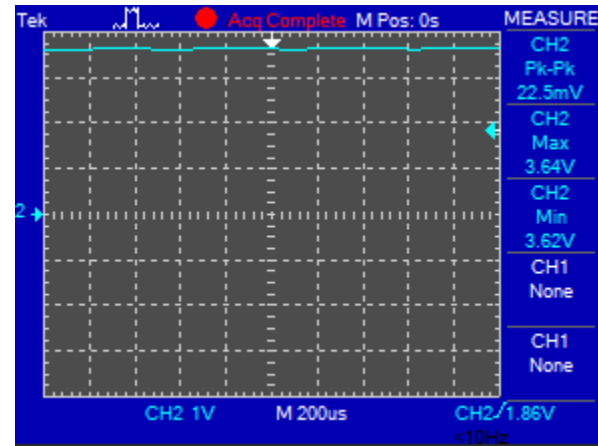 Tek Acq Complete M Pos: 0s MEASURE
CH2
Pk-Pk
22.5mV
CH2
Max
3.64V
CH2
Min
3.62V
CH1
None
CH1
None
2
CH2 1V M 200us CH2 1.86V
<10Hz